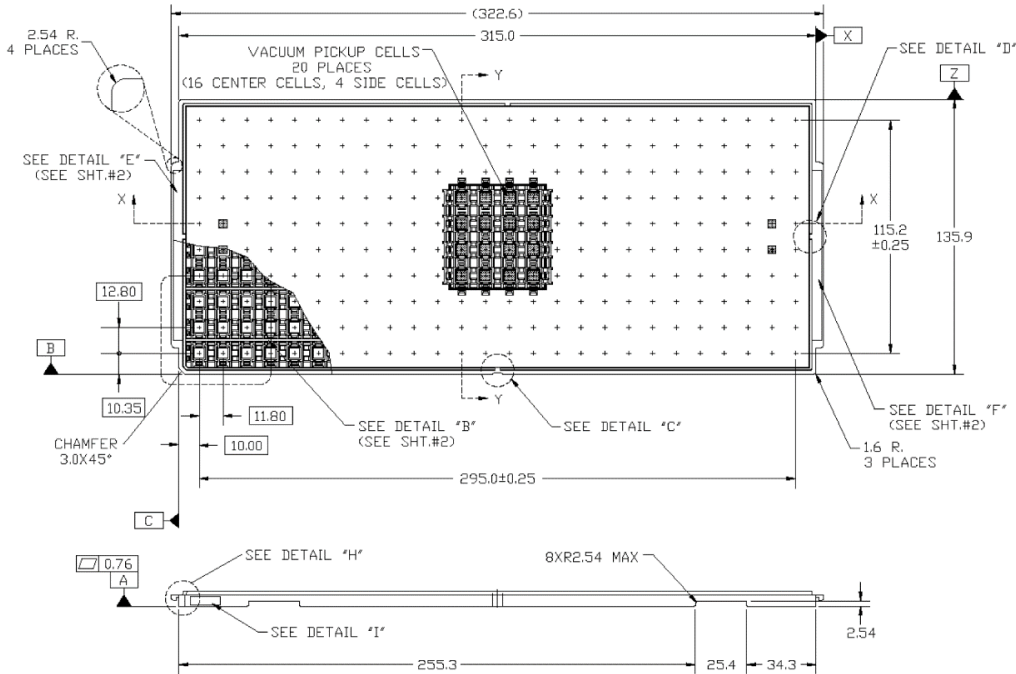 (322.6)
315.0
X
2.54 R.
4 PLACES
VACUUM PICKUP CELLS
20 PLACES
(16 CENTER CELLS, 4 SIDE CELLS)
Y
SEE DETAIL "D"
Z
SEE DETAIL "E"
(SEE SHT.#2)
X
X
115.2
±0.25
135.9
12.80
B
10.35
11.80
10.00
CHAMFER
3.0X45°
SEE DETAIL "B"
(SEE SHT.#2)
Y
SEE DETAIL "C"
SEE DETAIL "F"
(SEE SHT.#2)
1.6 R.
3 PLACES
295.0±0.25
C
SEE DETAIL "H"
8XR2.54 MAX
0.76
A
SEE DETAIL "I"
2.54
255.3
25.4
34.3